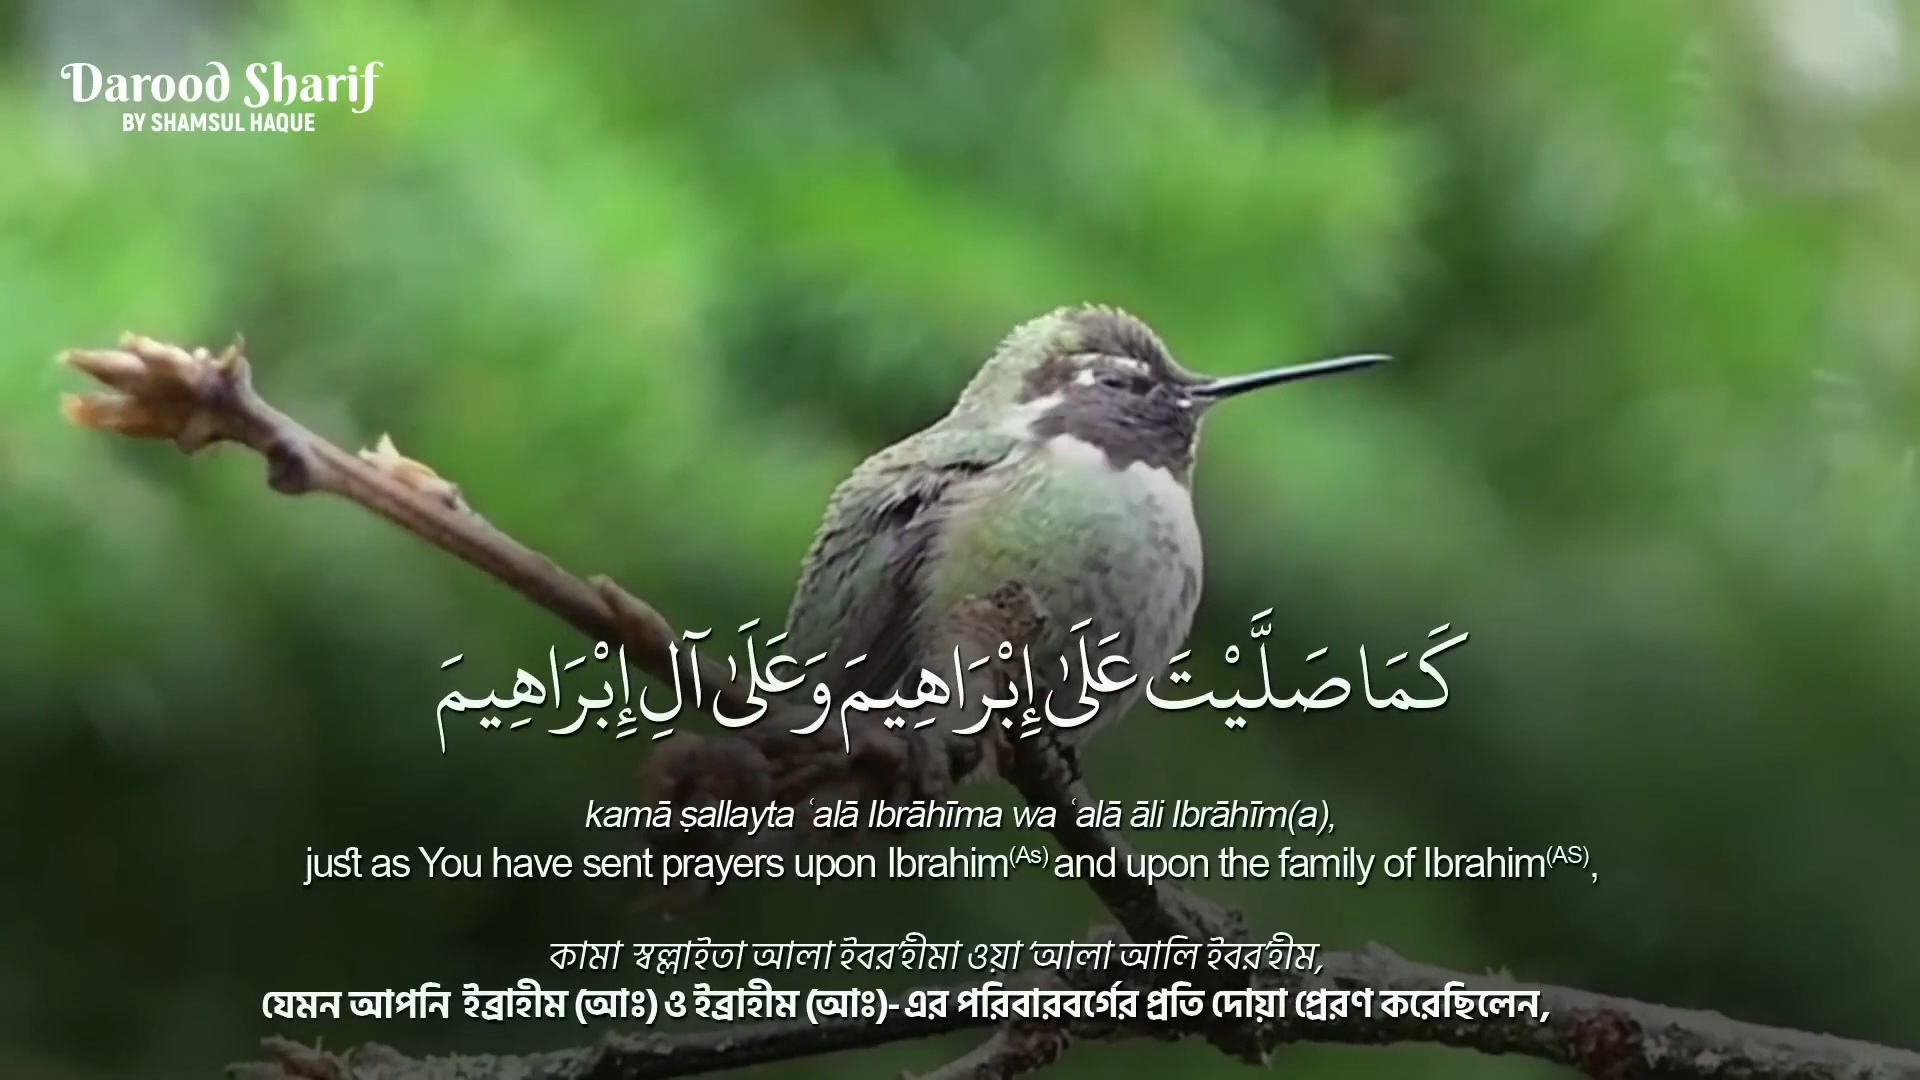 Darood Sharif
BY SHAMSUL HAQUE
كَمَا صَلَّيْتَ عَلَىٰ إِبْرَاهِيمَ وَعَلَىٰ آلِ إِبْرَاهِيمَ
kamā ṣallayta ʿalā Ibrāhīma wa ʿalā āli Ibrāhīm(a),
just as You have sent prayers upon Ibrahim(As) and upon the family of Ibrahim(AS),
কামা স্বল্লাইতা আলা ইবর’হীমা ওয়া ‘আলা আলি ইবর’হীম,
যেমন আপনি ইব্রাহীম (আঃ) ও ইব্রাহীম (আঃ)-এর পরিবারবর্গের প্রতি দোয়া প্রেরণ করেছিলেন,